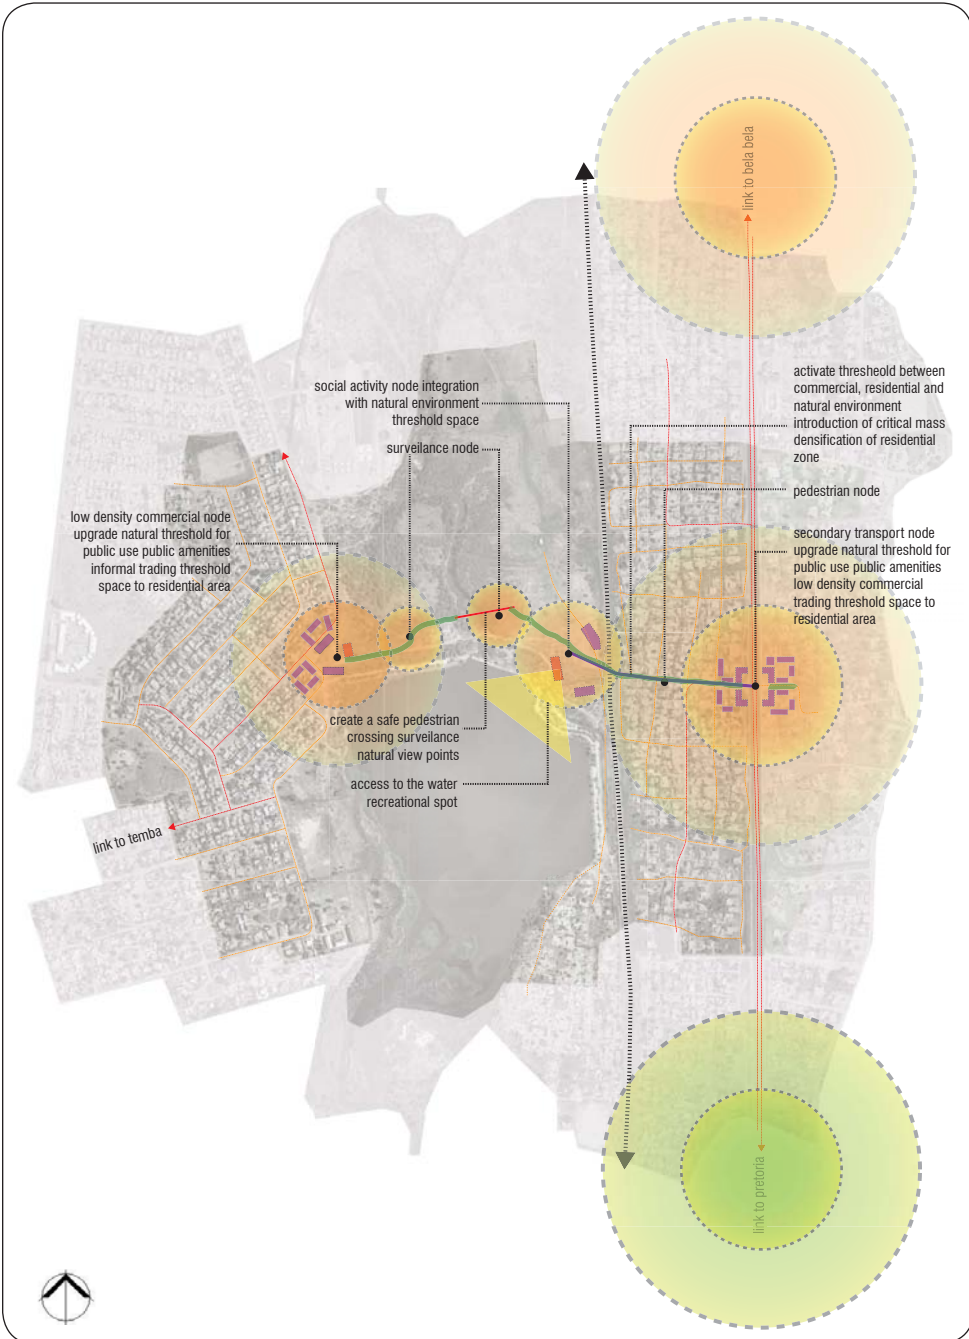 link to bela bela
activate thresheold between
commercial, residential and
natural environment
introduction of critical mass
densification of residential
zone
social activity node integration
with natural environment
threshold space
surveilance node
pedestrian node
low density commercial node
upgrade natural threshold for
public use public amenities
informal trading threshold
space to residential area
secondary transport node
upgrade natural threshold for
public use public amenities
low density commercial
trading threshold space to
residential area
create a safe pedestrian
crossing surveilance
natural view points
access to the water
recreational spot
link to temba
link to pretoria